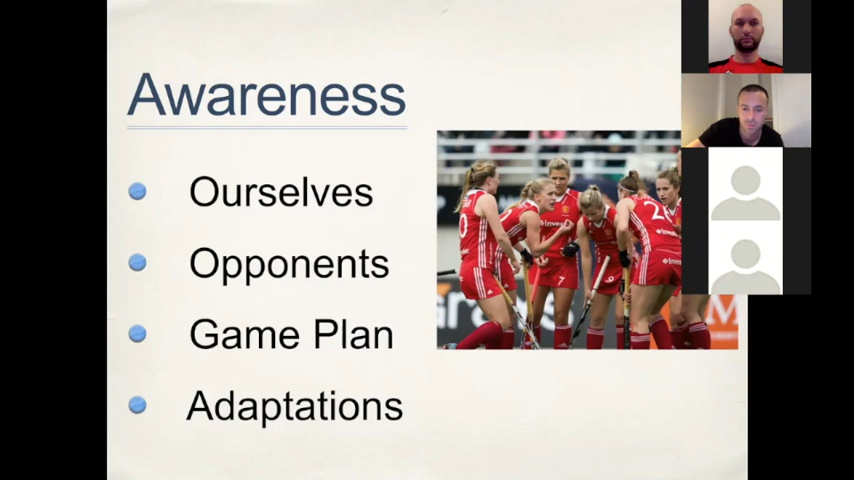 Awareness
Ourselves
Opponents
Game Plan
Adaptations